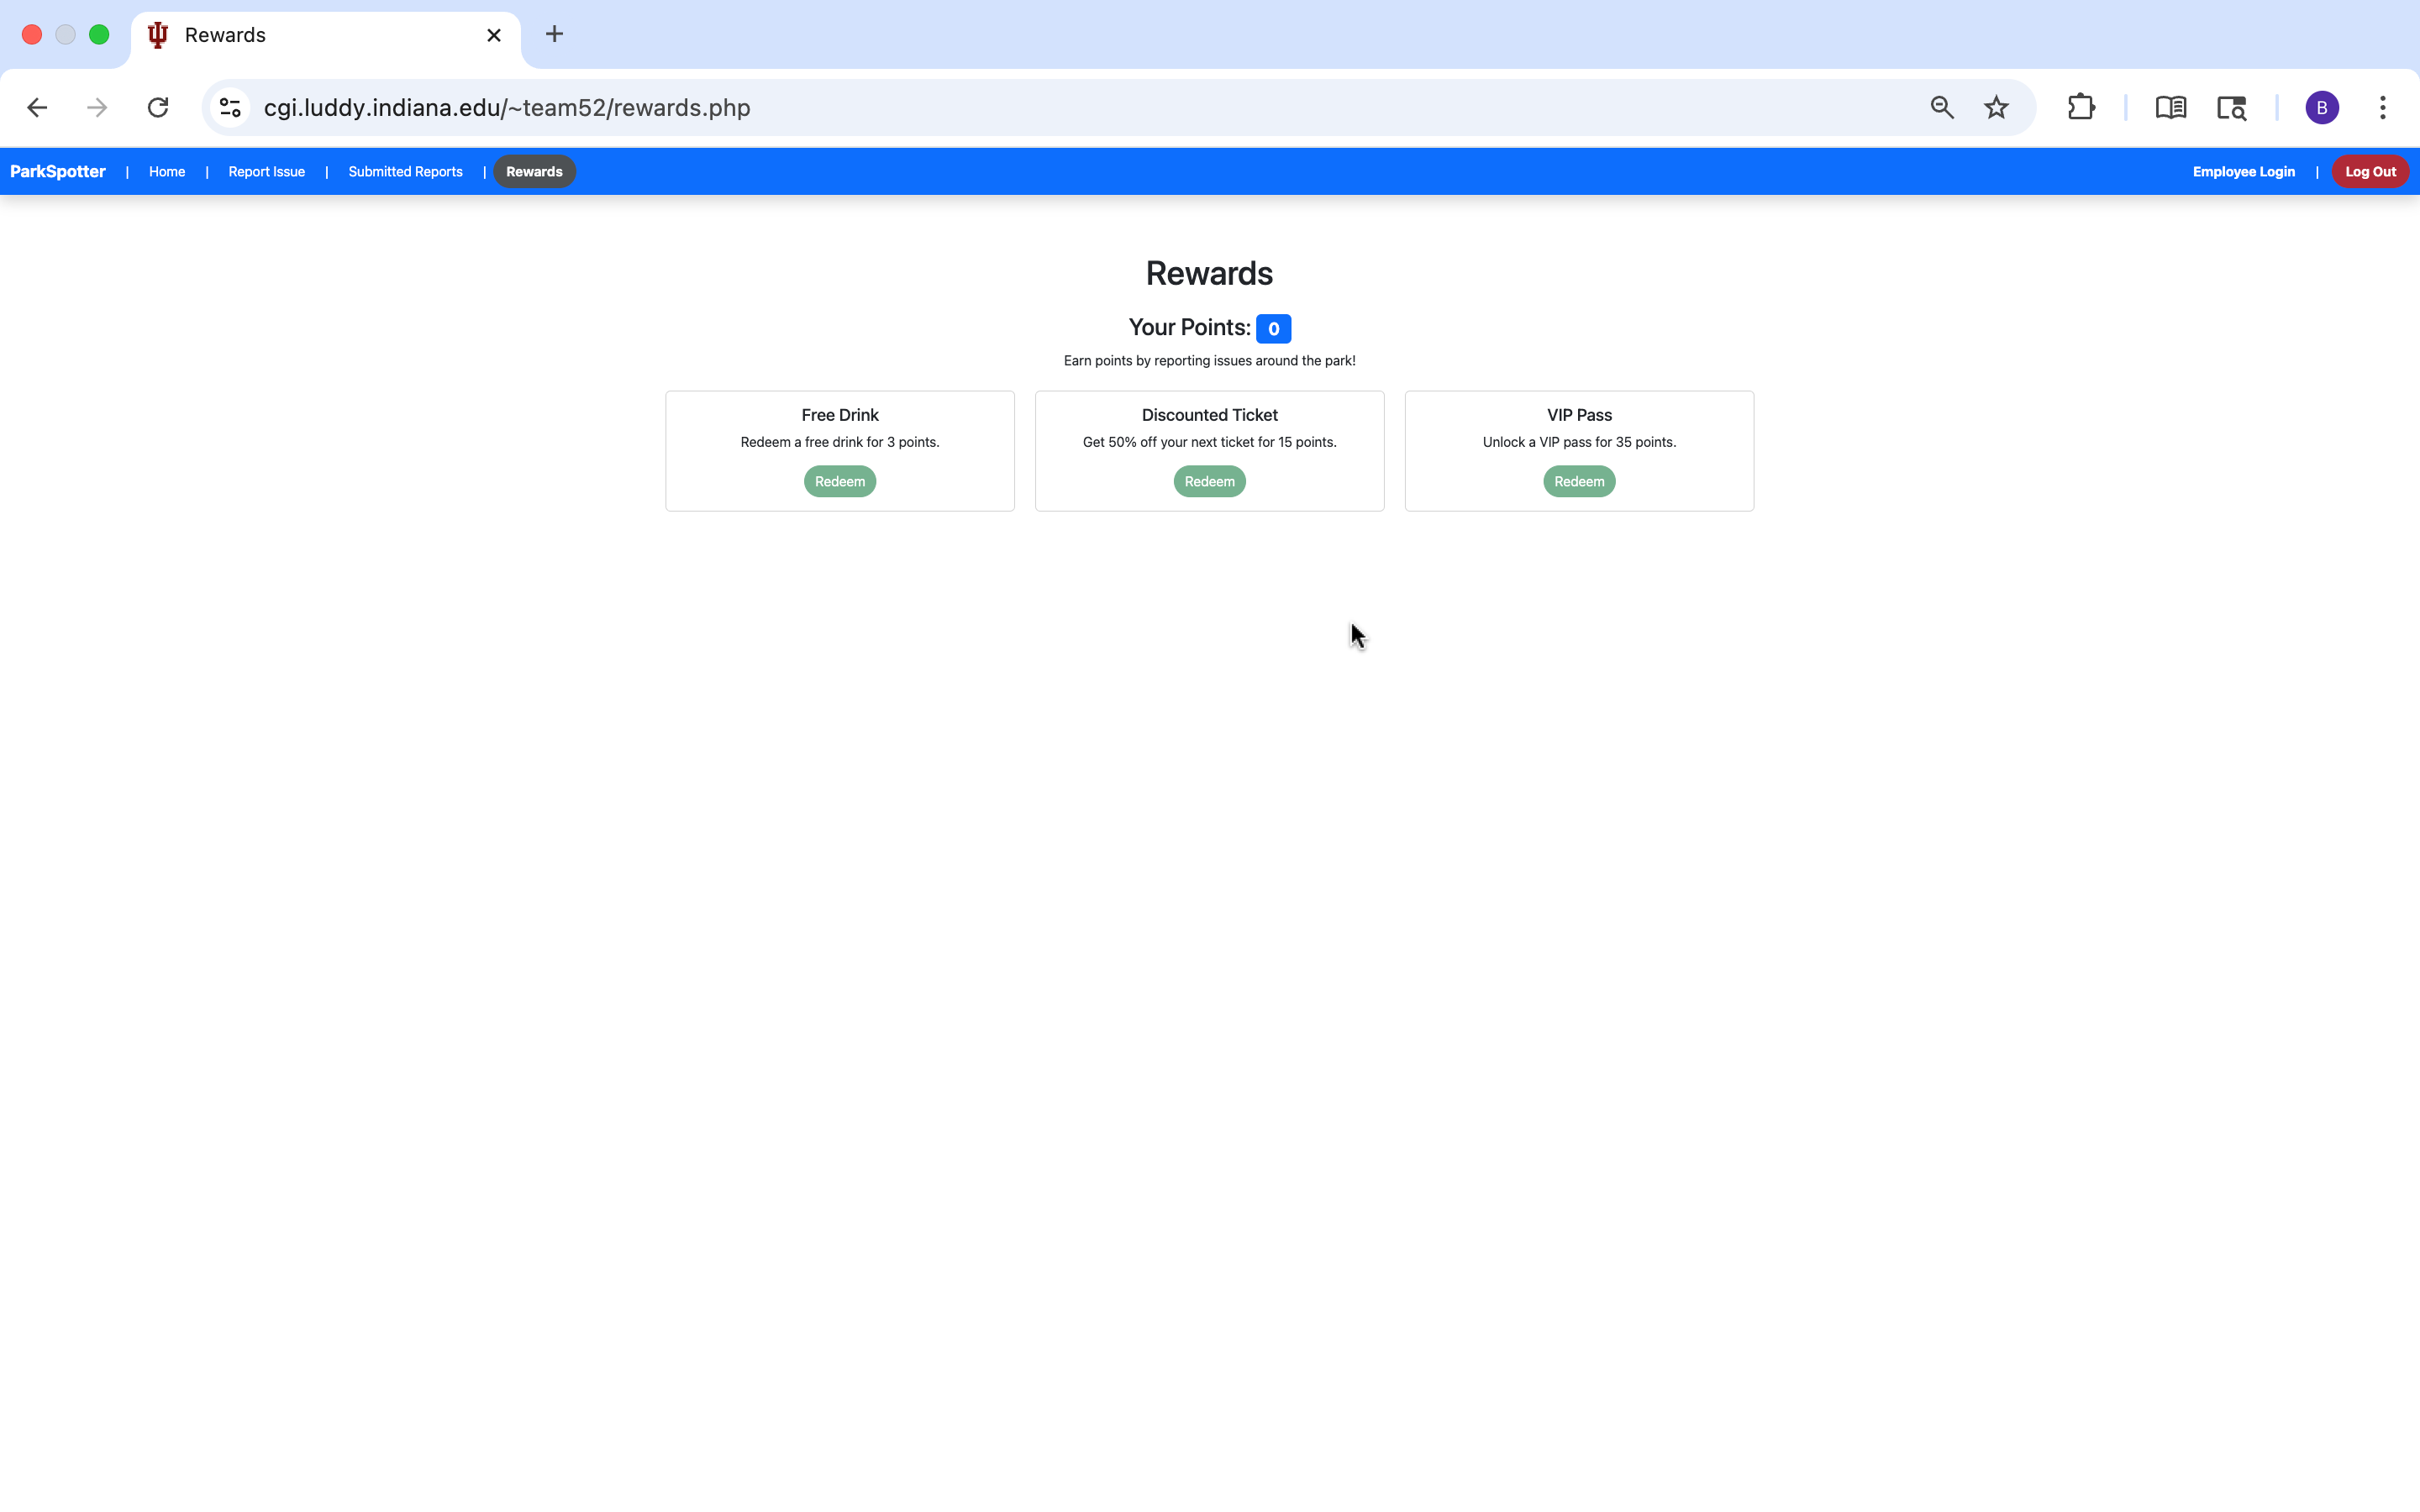 Rewards
cgi.luddy.indiana.edu/~team52/rewards.php
B
ParkSpotter | Home | Report Issue | Submitted Reports | Rewards Employee Login | Log Out
Rewards
Your Points: 0
Earn points by reporting issues around the park!
Free Drink
Redeem a free drink for 3 points.
Redeem
Discounted Ticket
Get 50% off your next ticket for 15 points.
Redeem
VIP Pass
Unlock a VIP pass for 35 points.
Redeem